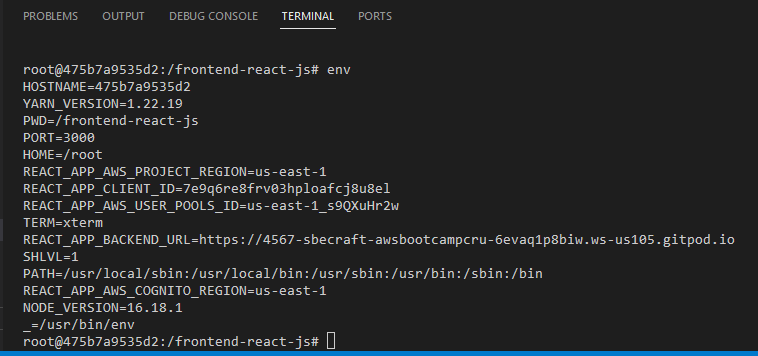 PROBLEMS OUTPUT DEBUG CONSOLE TERMINAL PORTS
root@475b7a9535d2:/frontend-react-js# env
HOSTNAME=475b7a9535d2
YARN_VERSION=1.22.19
PWD=/frontend-react-js
PORT=3000
HOME=/root
REACT_APP_AWS_PROJECT_REGION=us-east-1
REACT_APP_CLIENT_ID=7e9q6re8frv03hploafcj8u8el
REACT_APP_AWS_USER_POOLS_ID=us-east-1_s9QXuHr2w
TERM=xterm
REACT_APP_BACKEND_URL=https://4567-sbecraft-awsbootcampcru-6evaq1p8biw.ws-us105.gitpod.io
SHLVL=1
PATH=/usr/local/sbin:/usr/local/bin:/usr/sbin:/usr/bin:/sbin:/bin
REACT_APP_AWS_COGNITO_REGION=us-east-1
NODE_VERSION=16.18.1
_=/usr/bin/env
root@475b7a9535d2:/frontend-react-js#